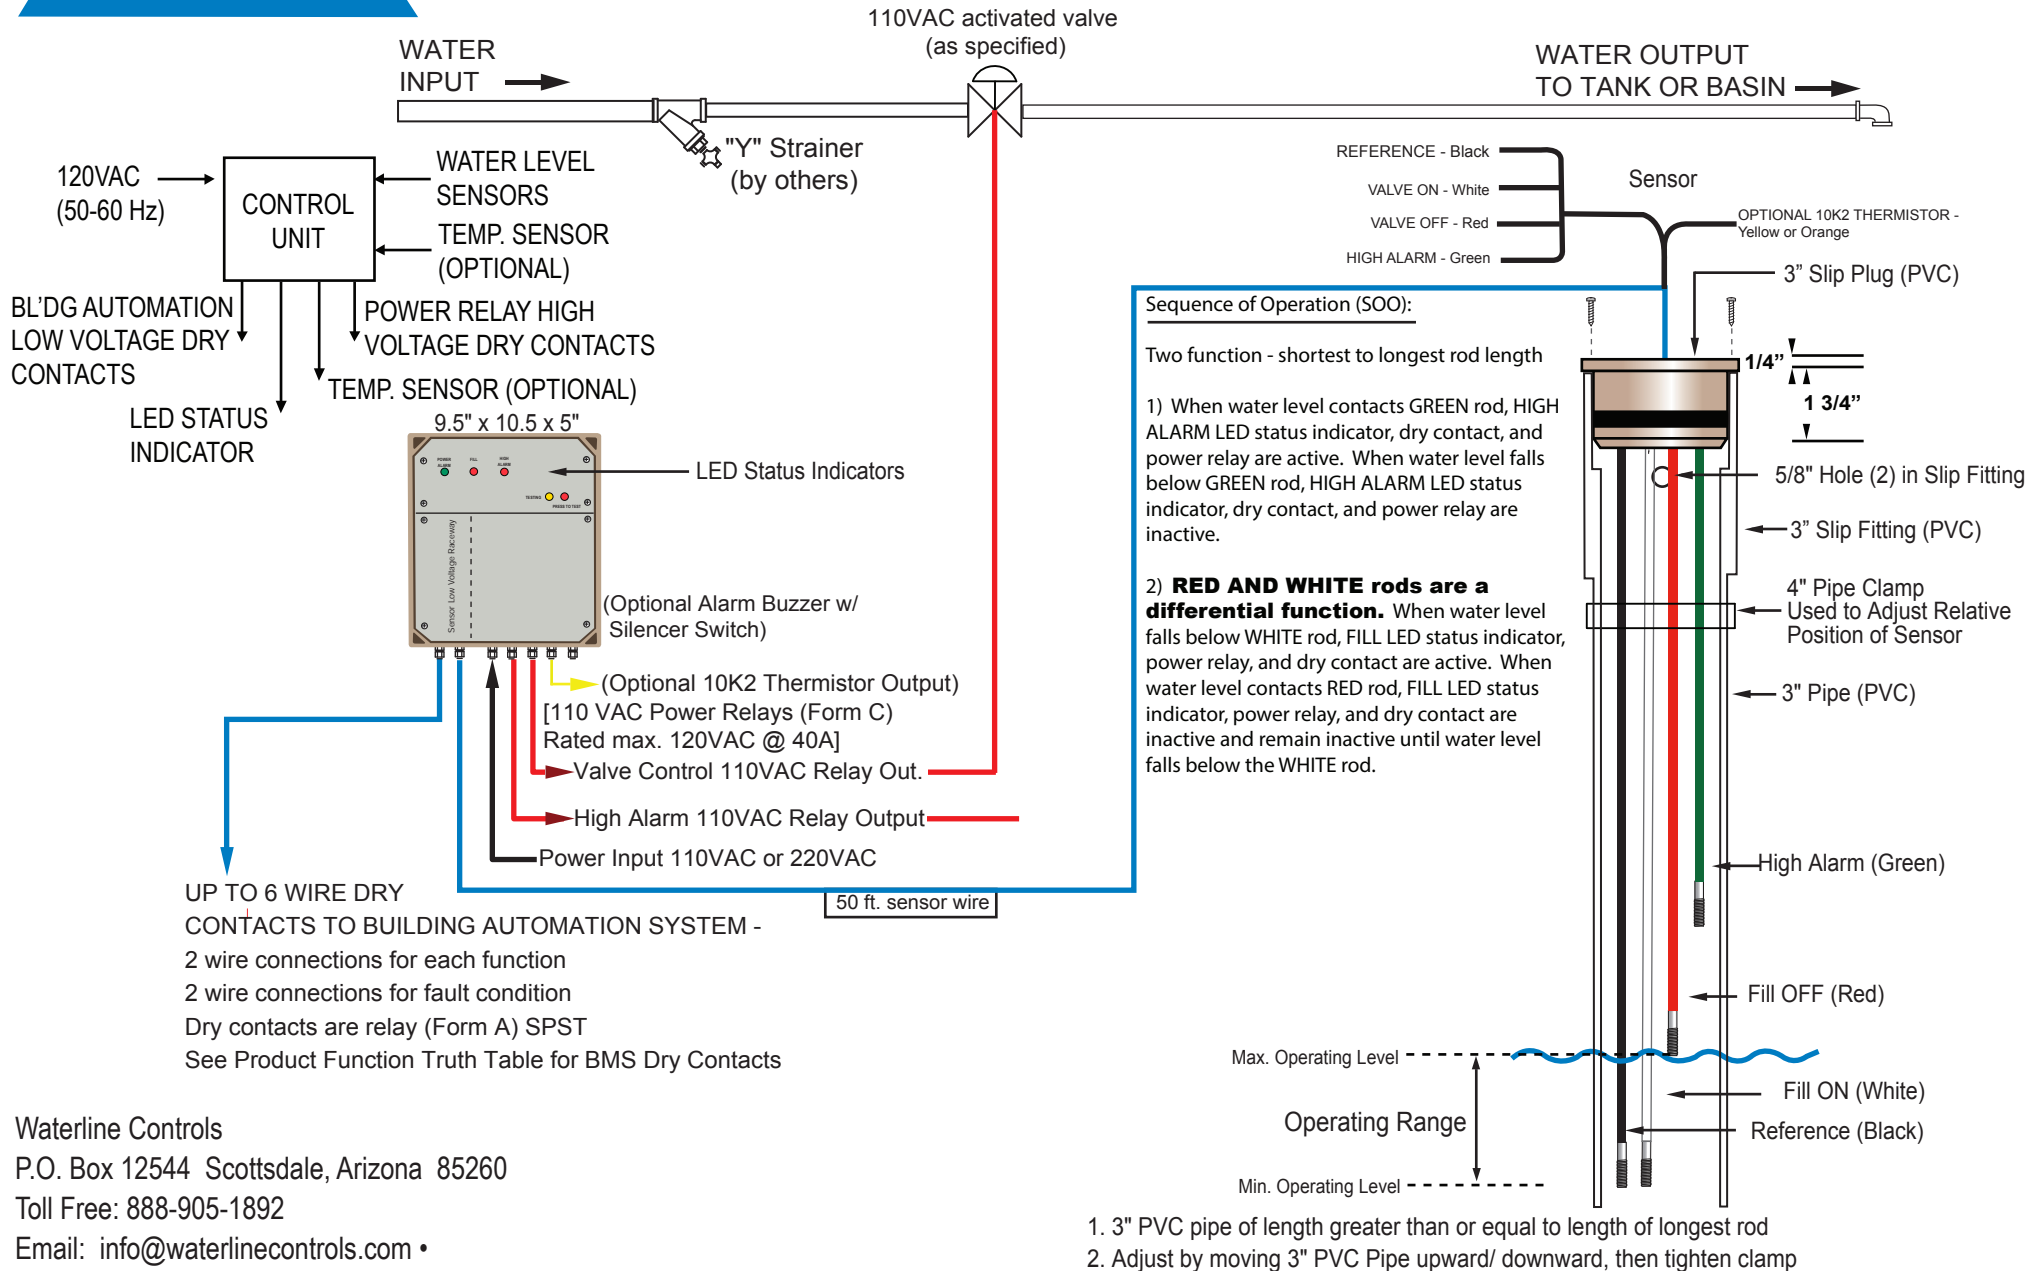 110VAC activated valve
(as specified)
WATER
INPUT
WATER OUTPUT
TO TANK OR BASIN
"Y" Strainer
(by others)
120VAC
(50-60 Hz)
CONTROL
UNIT
WATER LEVEL
SENSORS
TEMP. SENSOR
(OPTIONAL)
BL'DG AUTOMATION
LOW VOLTAGE DRY
CONTACTS
POWER RELAY HIGH
VOLTAGE DRY CONTACTS
TEMP. SENSOR (OPTIONAL)
LED STATUS
INDICATOR
9.5" x 10.5 x 5"
POWER
ALARM
FILL
HIGH
ALARM
TESTING
PRESS TO TEST
Sensor Low Voltage Raceway
LED Status Indicators
(Optional Alarm Buzzer w/
Silencer Switch)
(Optional 10K2 Thermistor Output)
[110 VAC Power Relays (Form C)
Rated max. 120VAC @ 40A]
Valve Control 110VAC Relay Out.
High Alarm 110VAC Relay Output
Power Input 110VAC or 220VAC
50 ft. sensor wire
UP TO 6 WIRE DRY
CONTACTS TO BUILDING AUTOMATION SYSTEM -
2 wire connections for each function
2 wire connections for fault condition
Dry contacts are relay (Form A) SPST
See Product Function Truth Table for BMS Dry Contacts
Waterline Controls
P.O. Box 12544 Scottsdale, Arizona 85260
Toll Free: 888-905-1892
Email: info@waterlinecontrols.com •
REFERENCE - Black
VALVE ON - White
VALVE OFF - Red
HIGH ALARM - Green
Sensor
OPTIONAL 10K2 THERMISTOR -
Yellow or Orange
Sequence of Operation (SOO):
Two function - shortest to longest rod length
1) When water level contacts GREEN rod, HIGH
ALARM LED status indicator, dry contact, and
power relay are active. When water level falls
below GREEN rod, HIGH ALARM LED status
indicator, dry contact, and power relay are
inactive.
2) RED AND WHITE rods are a
differential function. When water level
falls below WHITE rod, FILL LED status indicator,
power relay, and dry contact are active. When
water level contacts RED rod, FILL LED status
indicator, power relay, and dry contact are
inactive and remain inactive until water level
falls below the WHITE rod.
3” Slip Plug (PVC)
1/4”
1 3/4”
5/8" Hole (2) in Slip Fitting
3” Slip Fitting (PVC)
4" Pipe Clamp
Used to Adjust Relative
Position of Sensor
3" Pipe (PVC)
High Alarm (Green)
Fill OFF (Red)
Max. Operating Level
Fill ON (White)
Operating Range
Reference (Black)
Min. Operating Level
1. 3" PVC pipe of length greater than or equal to length of longest rod
2. Adjust by moving 3" PVC Pipe upward/ downward, then tighten clamp